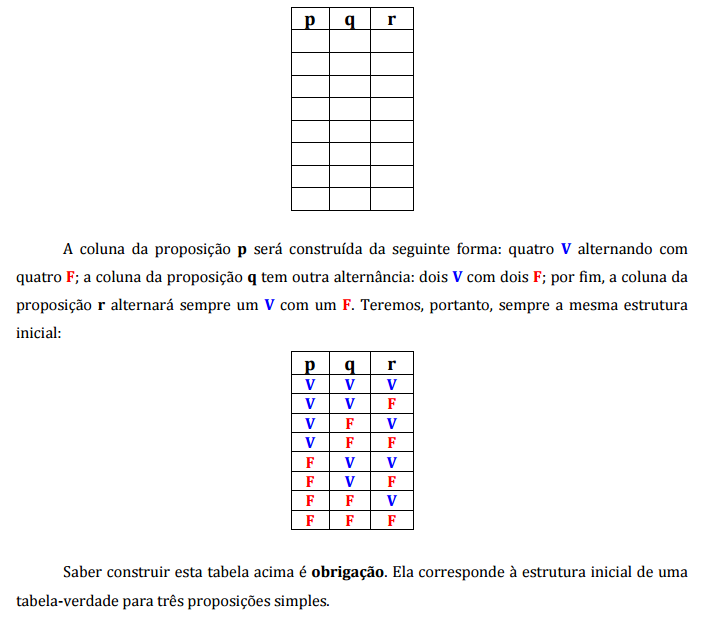 p q r
A coluna da proposição p será construída da seguinte forma: quatro V alternando com
quatro F; a coluna da proposição q tem outra alternância: dois V com dois F; por fim, a coluna da
proposição r alternará sempre um V com um F. Teremos, portanto, sempre a mesma estrutura
inicial:
p q r
V V V
V V F
V F V
V F F
F V V
F V F
F F V
F F F
Saber construir esta tabela acima é obrigação. Ela corresponde à estrutura inicial de uma
tabela-verdade para três proposições simples.